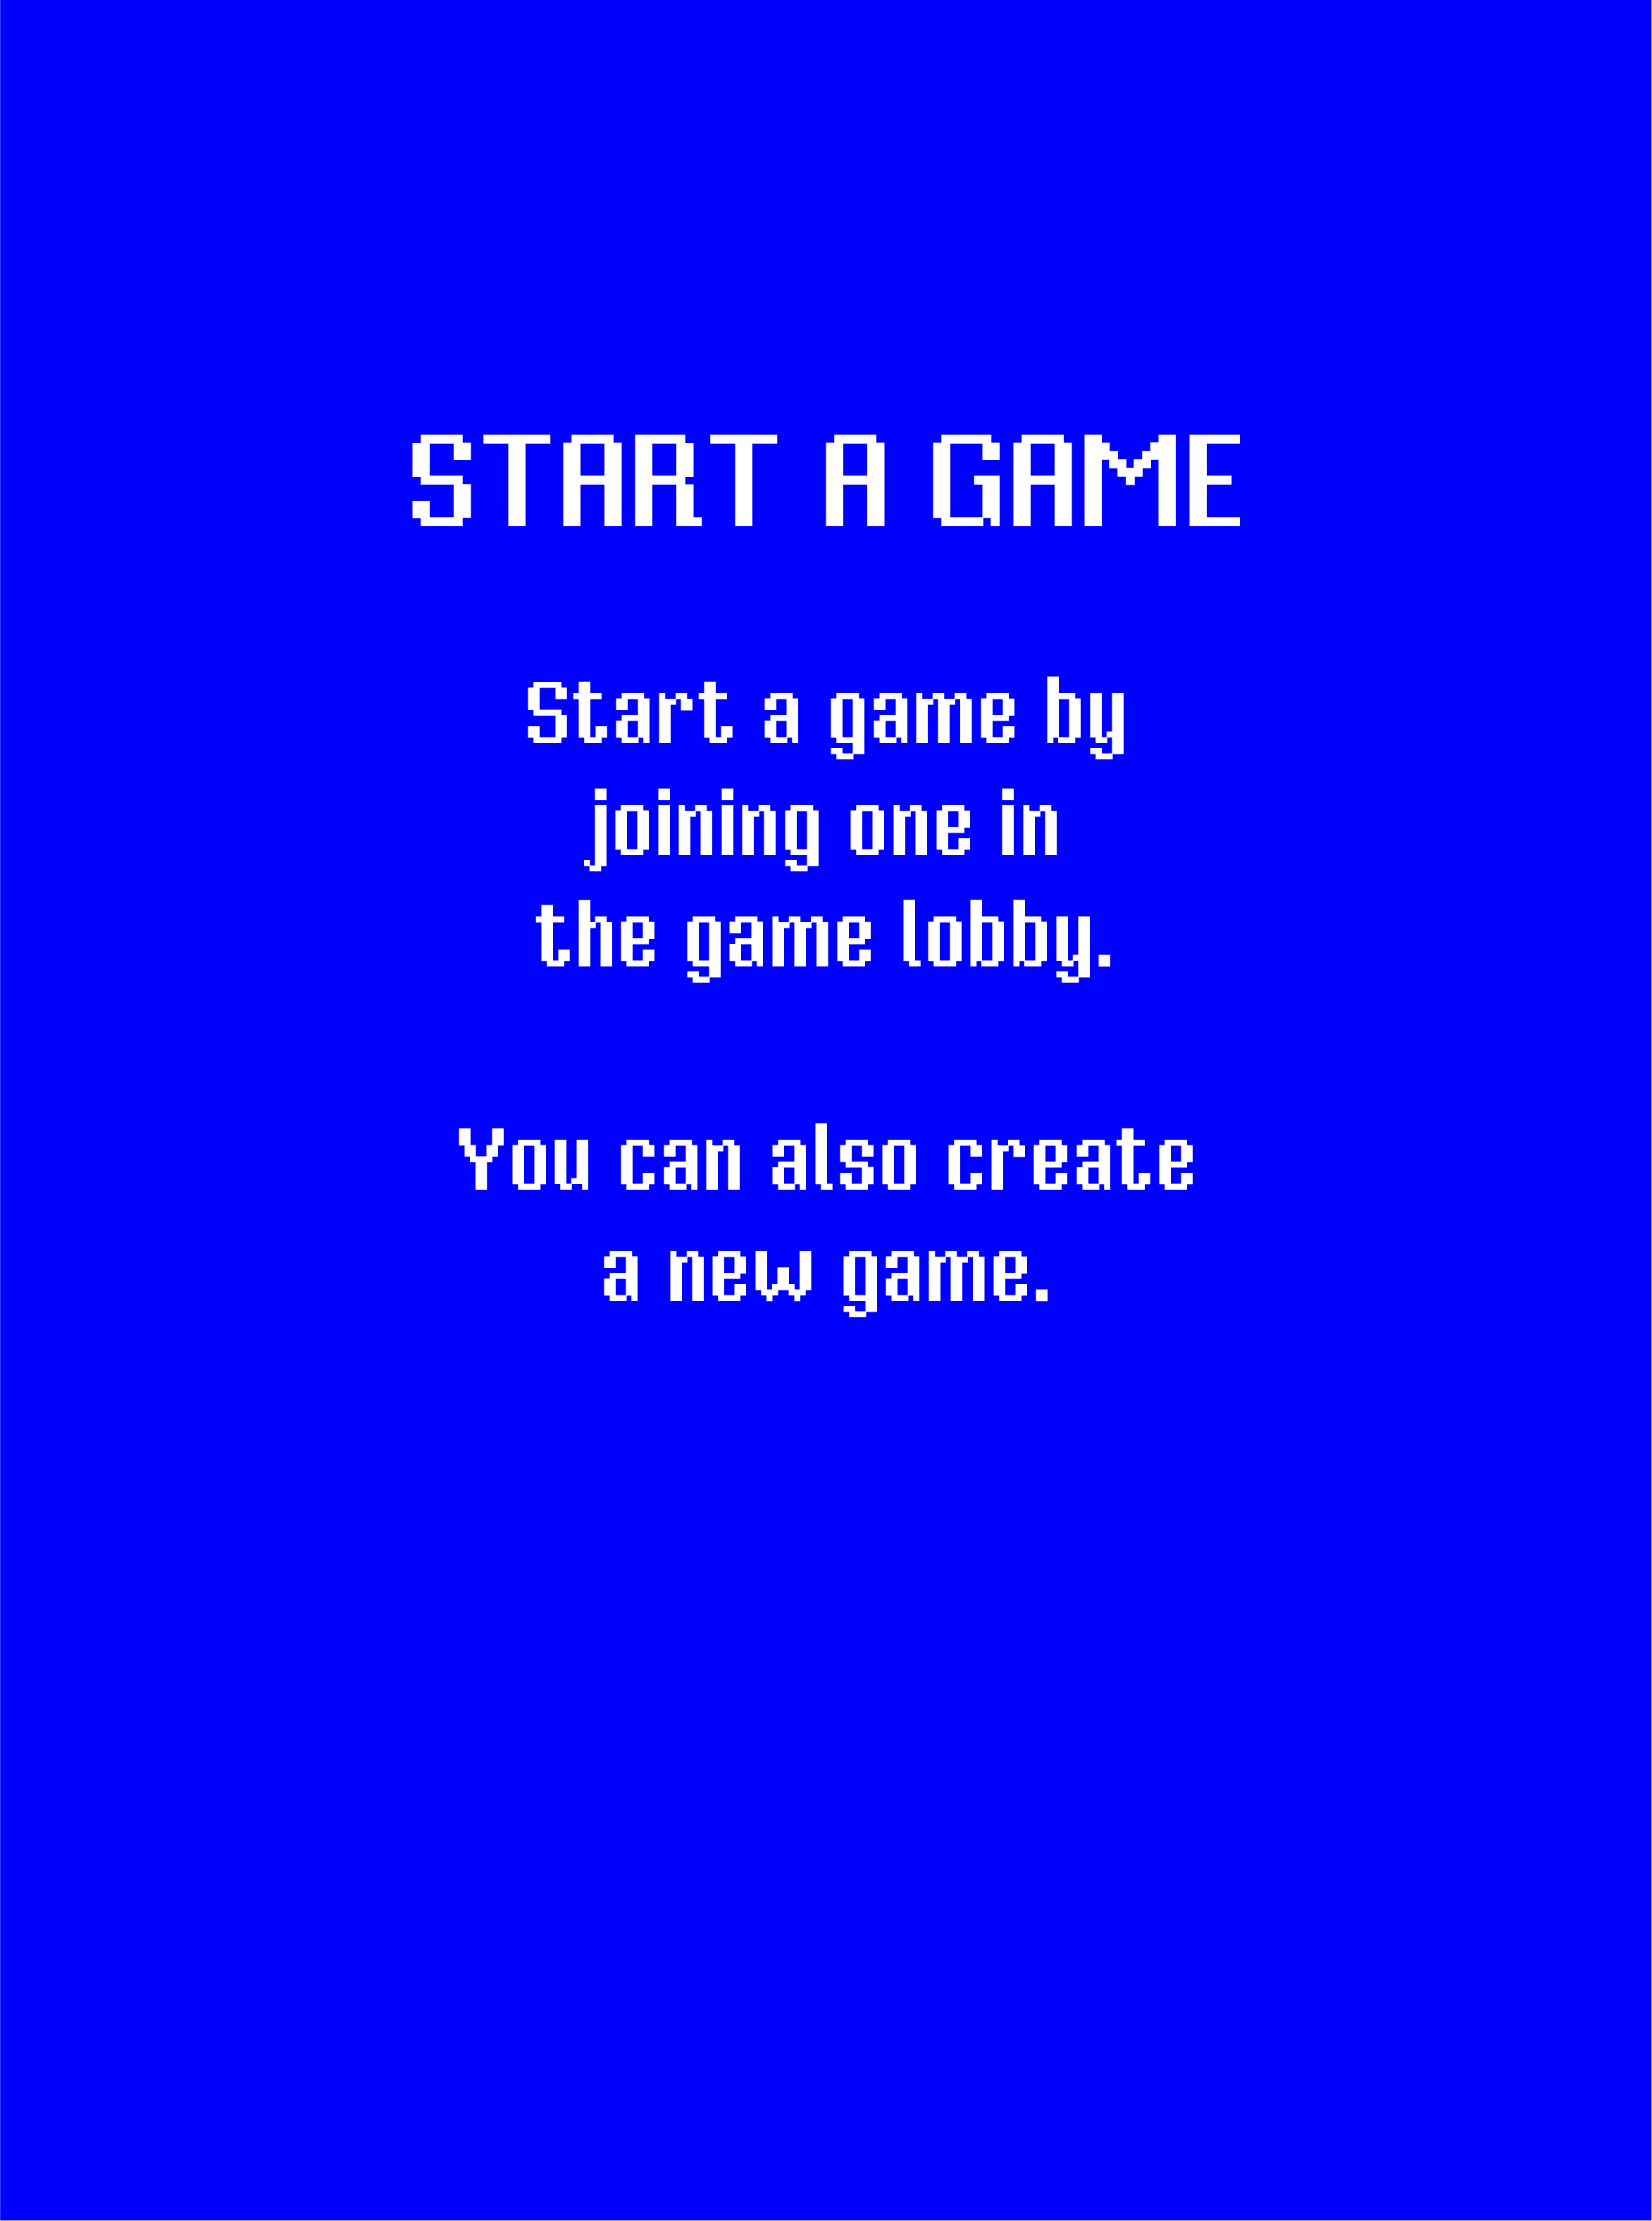 START A GAME
Start a game by
joining one in
the game lobby.
You can also create
a new game.